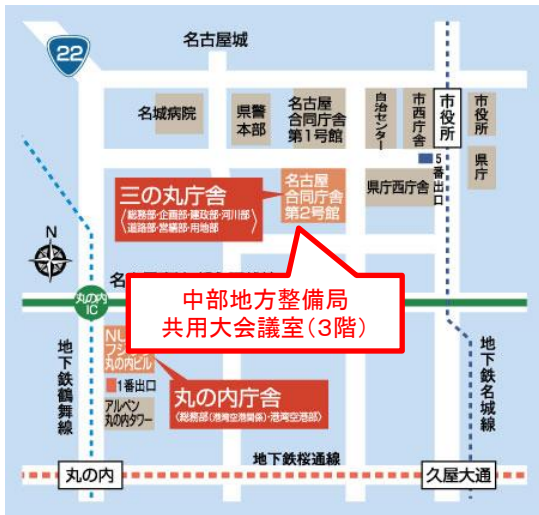 22
名古屋城
名城病院
県警
本部
名古屋
合同庁舎
第1号館
自治センター
市西庁舎
市役所
市役所
県庁
5番出口
三の丸庁舎
〈総務部・企画部・建政部・河川部
道路部・営繕部・用地部〉
名古屋
合同庁舎
第2号館
県庁西庁舎
N
中部地方整備局
共用大会議室(3階)
丸の内
IC
フジ
丸の内ビル
1番出口
アルペン
丸の内タワー
丸の内庁舎
〈総務部(港湾空港関係)・港湾空港部〉
地下鉄鶴舞線
地下鉄名城線
地下鉄桜通線
丸の内
久屋大通